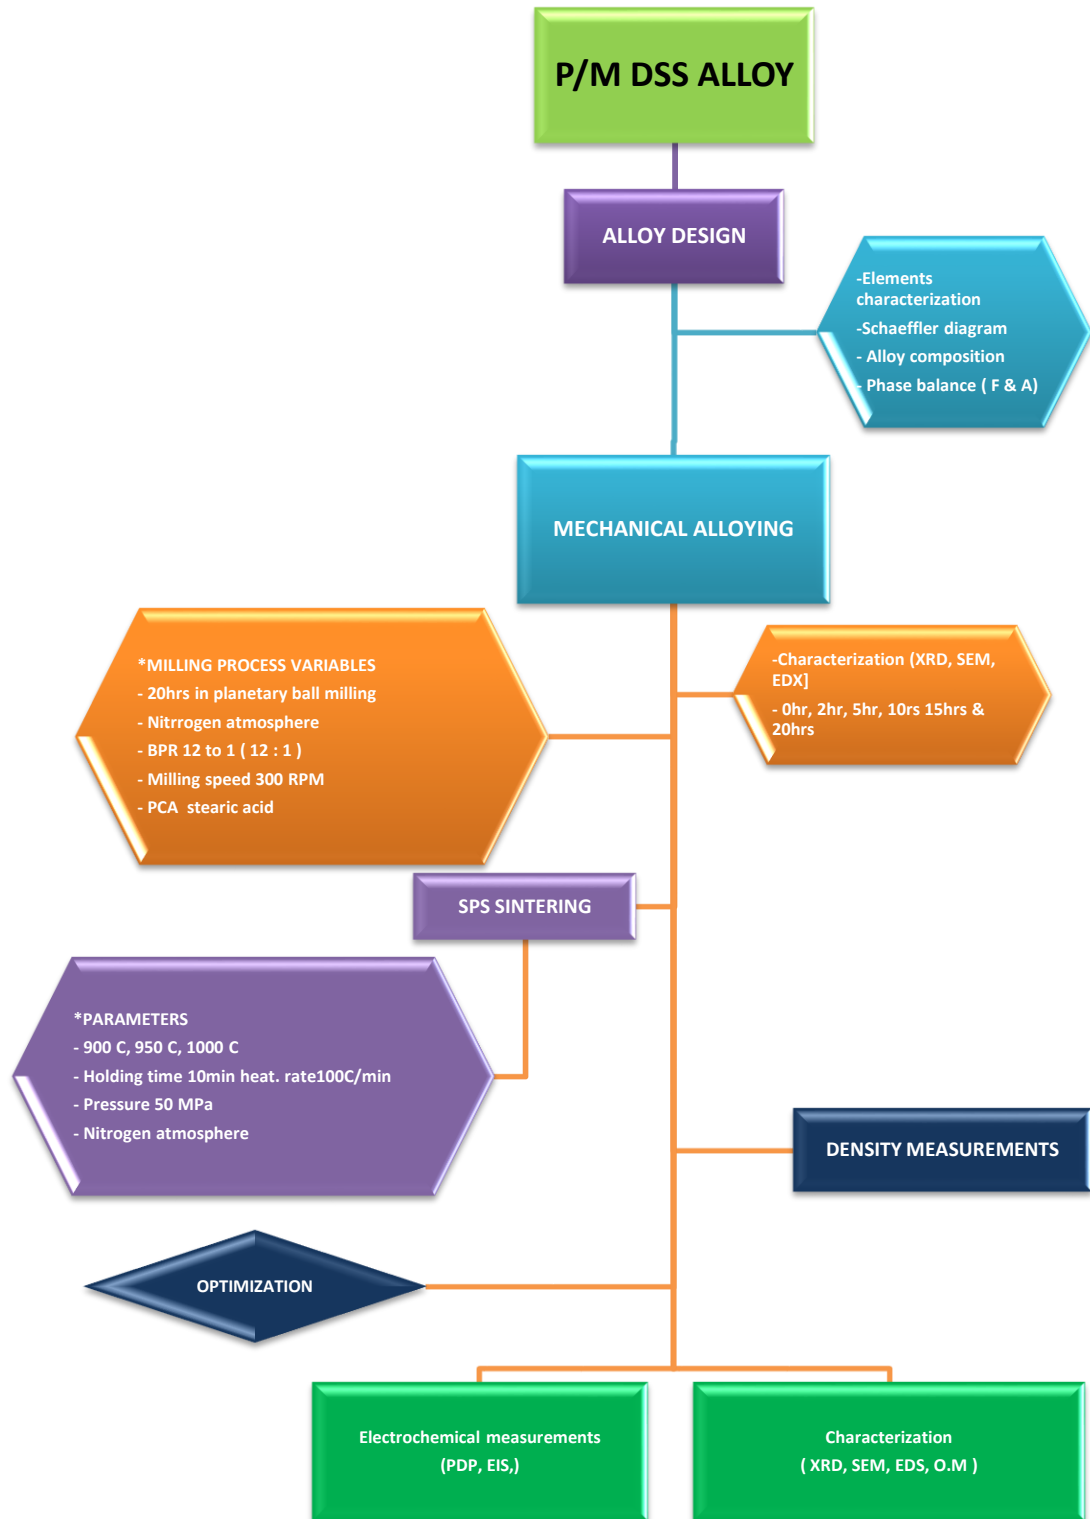 P/M DSS ALLOY
ALLOY DESIGN
-Elements
characterization
-Schaeffler diagram
- Alloy composition
- Phase balance ( F & A)
MECHANICAL ALLOYING
*MILLING PROCESS VARIABLES
- 20hrs in planetary ball milling
- Nitrrogen atmosphere
- BPR 12 to 1 ( 12 : 1 )
- Milling speed 300 RPM
- PCA stearic acid
-Characterization (XRD, SEM,
EDX]
- 0hr, 2hr, 5hr, 10rs 15hrs &
20hrs
SPS SINTERING
*PARAMETERS
- 900 C, 950 C, 1000 C
- Holding time 10min heat. rate100C/min
- Pressure 50 MPa
- Nitrogen atmosphere
DENSITY MEASUREMENTS
OPTIMIZATION
Electrochemical measurements
(PDP, EIS,)
Characterization
( XRD, SEM, EDS, O.M )